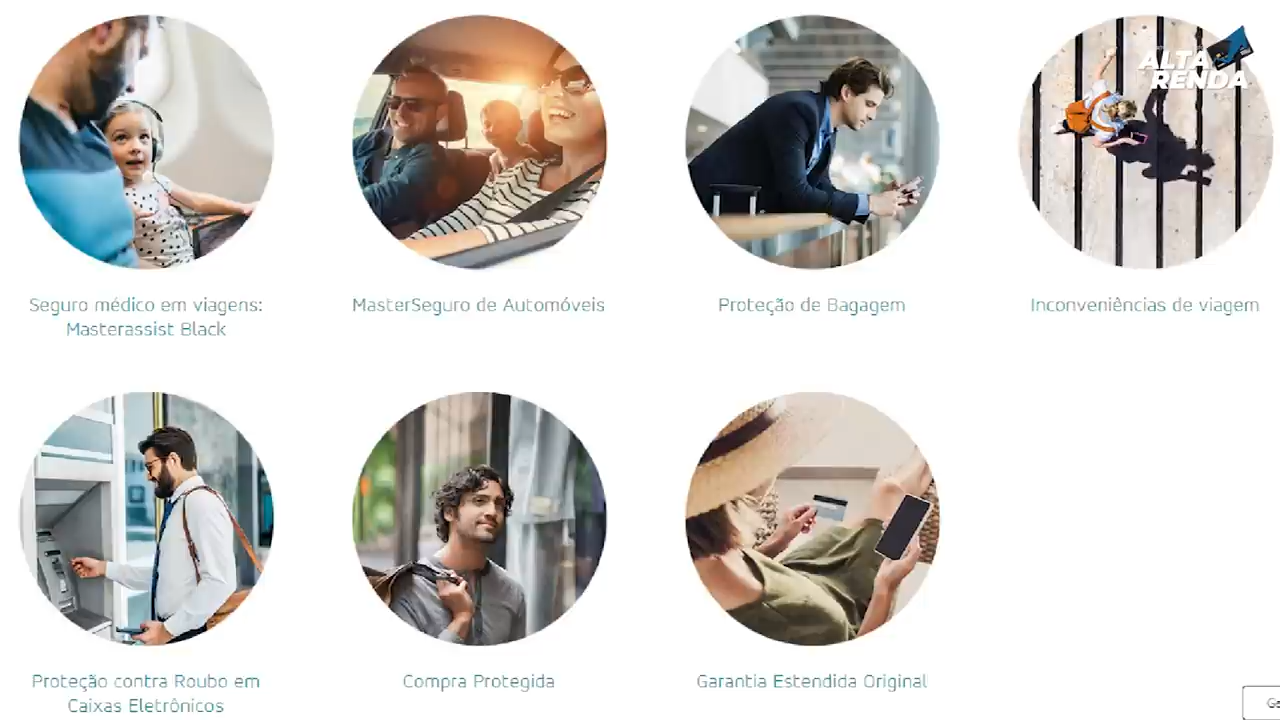 ALTA
RENDA
Seguro médico em viagens:
Masterassist Black
MasterSeguro de Automóveis
Proteção de Bagagem
Inconveniências de viagem
Proteção contra Roubo em
Caixas Eletrônicos
Compra Protegida
Garantia Estendida Original